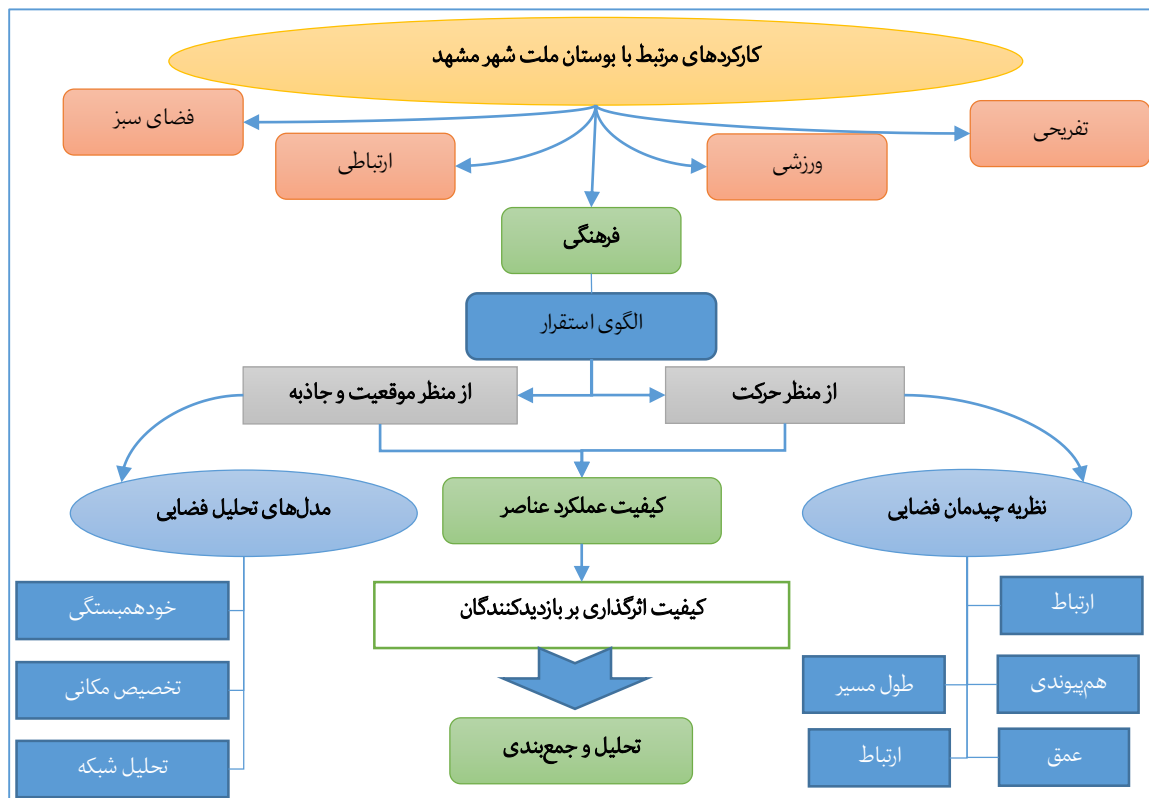 کارکردهای مرتبط با بوستان ملت شهر مشهد
تفریحی
ورزشی
ارتباطی
فضای سبز
فرهنگی
الگوی استقرار
از منظر حرکت
از منظر موقعیت و جاذبه
نظریه چیدمان فضایی
کیفیت عملکرد عناصر
مدل‌های تحلیل فضایی
ارتباط
هم‌پیوندی
طول مسیر
عمق
ارتباط
کیفیت اثرگذاری بر بازدیدکنندگان
تحلیل و جمع‌بندی
خودهمبستگی
تخصیص مکانی
تحلیل شبکه